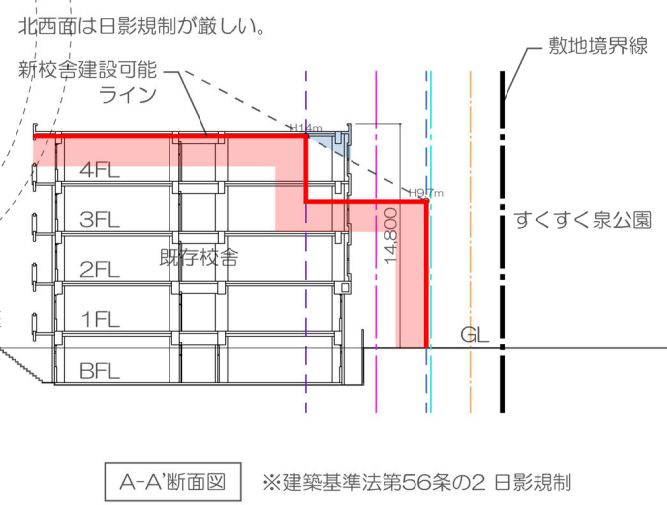 北西面は日影規制が厳しい。
敷地境界線
新校舎建設可能
ライン
H14m
4FL
H9.7m
3FL
14.800
すくすく泉公園
既存校舎
2FL
1FL
GL
BFL
A-A'断面図
※建築基準法第56条の2 日影規制